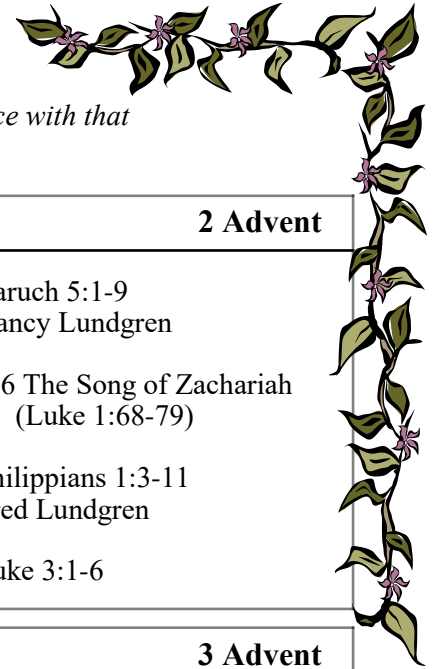 ce with that
2 Advent
aruch 5:1-9
ancy Lundgren
6 The Song of Zachariah
(Luke 1:68-79)
hilippians 1:3-11
red Lundgren
uke 3:1-6
3 Advent